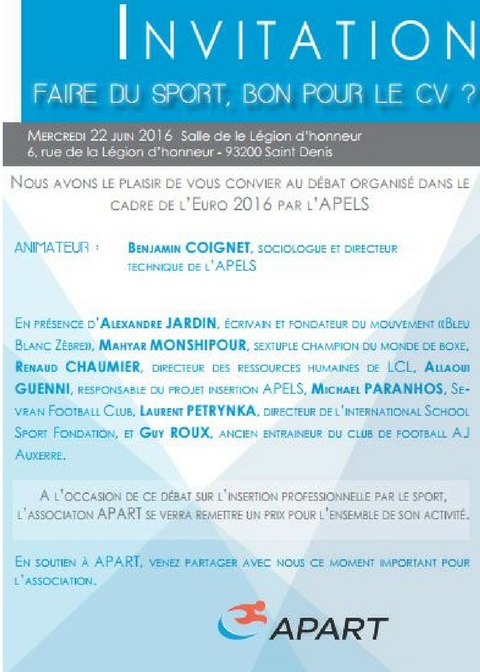 INVITATION
FAIRE DU SPORT, BON POUR LE CV ?
MERCREDI 22 JUIN 2016 Salle de le Légion d'honneur
6, rue de la Légion d'honneur - 93200 Saint Denis
NOUS AVONS LE PLAISIR DE VOUS CONVIER AU DÉBAT ORGANISÉ DANS LE
CADRE DE L'EURO 2016 PAR L'APELS
ANIMATEUR : BENJAMIN COIGNET, SOCIOLOGUE ET DIRECTEUR
TECHNIQUE DE L'APELS
EN PRÉSENCE D'ALEXANDRE JARDIN, ÉCRIVAIN ET FONDATEUR DU MOUVEMENT «BLEU
BLANC ZÈBRE», MAHYAR MONSHIPOUR, SEXTUPLE CHAMPION DU MONDE DE BOXE,
RENAUD CHAUMIER, DIRECTEUR DES RESSOURCES HUMAINES DE LCL, ALLAOUI
GUENNI, RESPONSABLE DU PROJET INSERTION APELS, MICHAEL PARANHOS, SE-
VRAN FOOTBALL CLUB, LAURENT PETRYNKA, DIRECTEUR DE L'INTERNATIONAL SCHOOL
SPORT FONDATION, ET GUY ROUX, ANCIEN ENTRAINEUR DU CLUB DE FOOTBALL AJ
AUXERRE.
A L'OCCASION DE CE DÉBAT SUR L'INSERTION PROFESSIONNELLE PAR LE SPORT,
L'ASSOCIATON APART SE VERRA REMETTRE UN PRIX POUR L'ENSEMBLE DE SON ACTIVITÉ.
EN SOUTIEN À APART, VENEZ PARTAGER AVEC NOUS CE MOMENT IMPORTANT POUR
L'ASSOCIATION.
APART